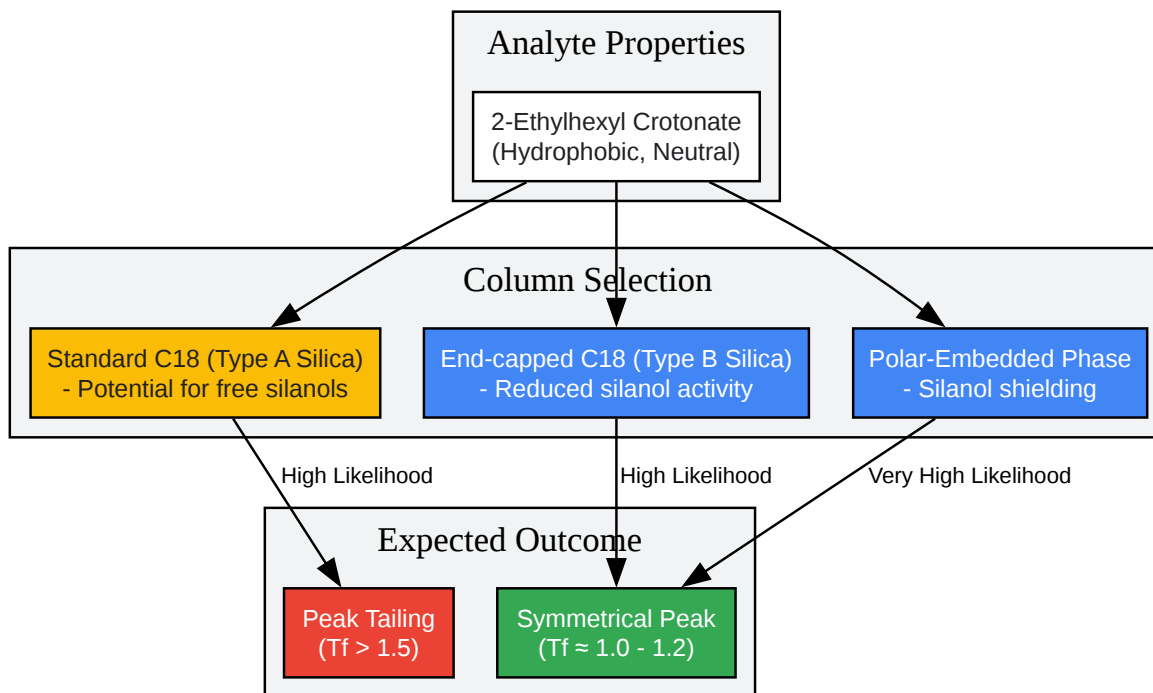 Analyte Properties
2-Ethylhexyl Crotonate
(Hydrophobic, Neutral)
Column Selection
Standard C18 (Type A Silica)
- Potential for free silanols
End-capped C18 (Type B Silica)
- Reduced silanol activity
Polar-Embedded Phase
- Silanol shielding
High Likelihood
High Likelihood
Very High Likelihood
Expected Outcome
Peak Tailing
(Tf > 1.5)
Symmetrical Peak
(Tf ≈ 1.0 - 1.2)